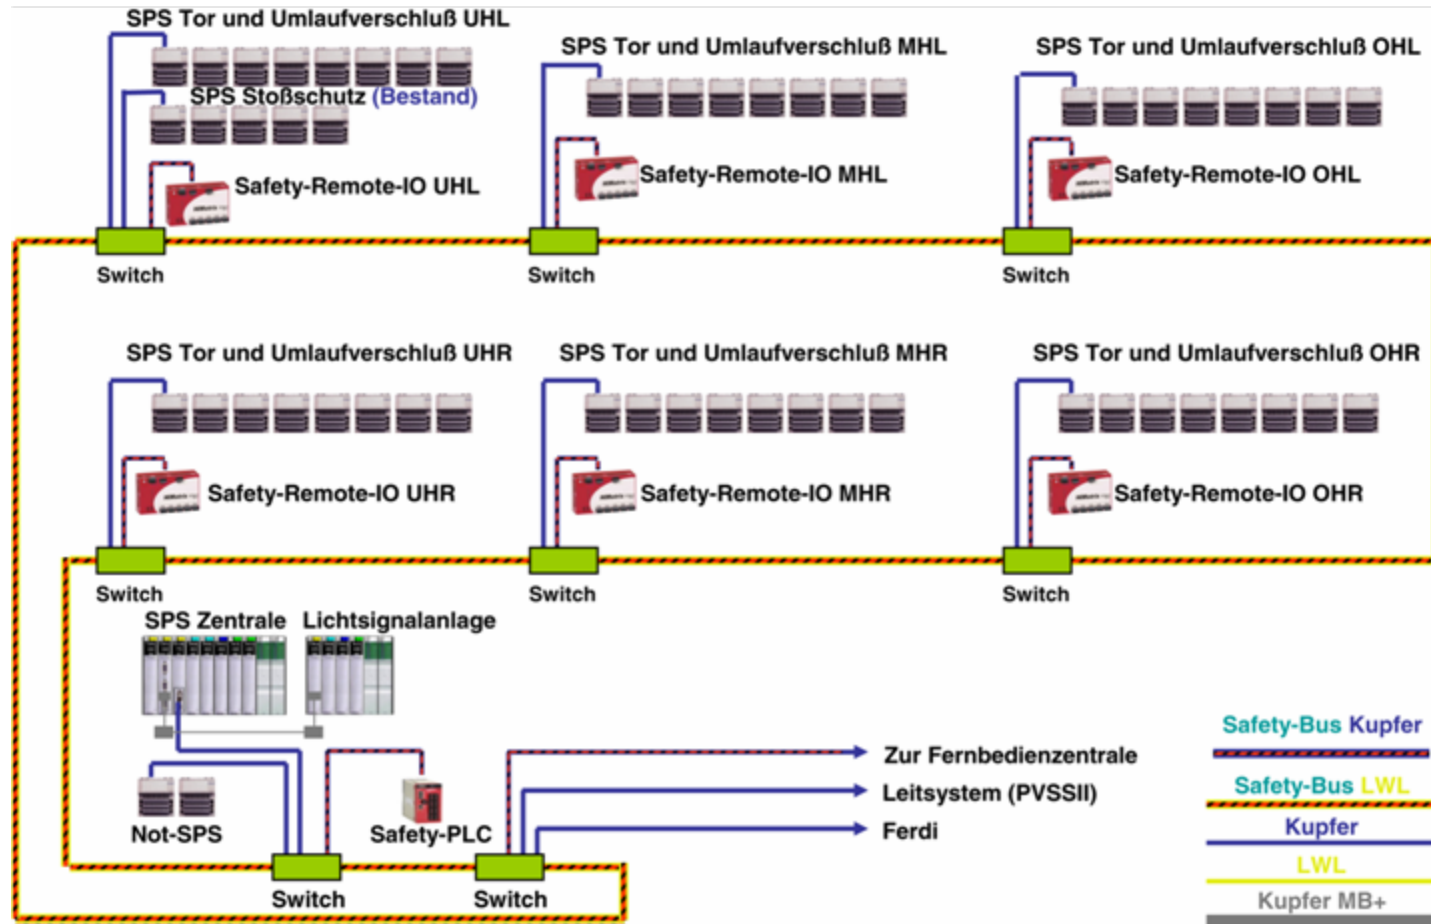 SPS Tor und Umlaufverschluß UHL
SPS Tor und Umlaufverschluß MHL
SPS Tor und Umlaufverschluß OHL
SPS Stoßschutz (Bestand)
Safety-Remote-IO UHL
Safety-Remote-IO MHL
Safety-Remote-IO OHL
Switch
Switch
Switch
SPS Tor und Umlaufverschluß UHR
SPS Tor und Umlaufverschluß MHR
SPS Tor und Umlaufverschluß OHR
Safety-Remote-IO UHR
Safety-Remote-IO MHR
Safety-Remote-IO OHR
Switch
Switch
Switch
SPS Zentrale
Lichtsignalanlage
Not-SPS
Safety-PLC
Switch
Switch
Zur Fernbedienzentrale
Leitsystem (PVSSII)
Ferdi
Safety-Bus Kupfer
Safety-Bus LWL
Kupfer
LWL
Kupfer MB+